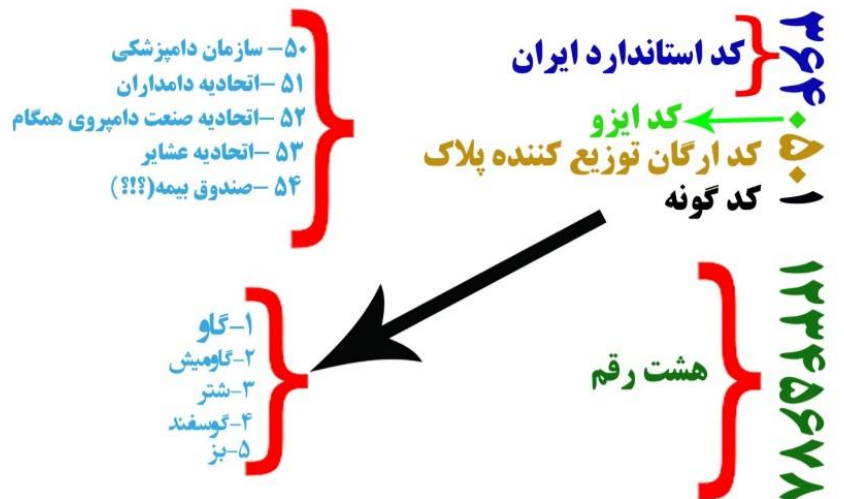 ۳۶۴
کد استاندارد ایران
۰
کد ایزو
۵۰
کد ارگان توزیع کننده پلاک
۱
کد گونه
۵۰- سازمان دامپزشکی
۵۱ -اتحادیه دامداران
۵۲ -اتحادیه صنعت دامپروی همگام
۵۳ -اتحادیه عشایر
۵۴ -صندوق بیمه(؟!؟)
۱۲۳۴۵۶۷۸
هشت رقم
۱-گاو
۲-گاومیش
۳-شتر
۴-گوسفند
۵-بز